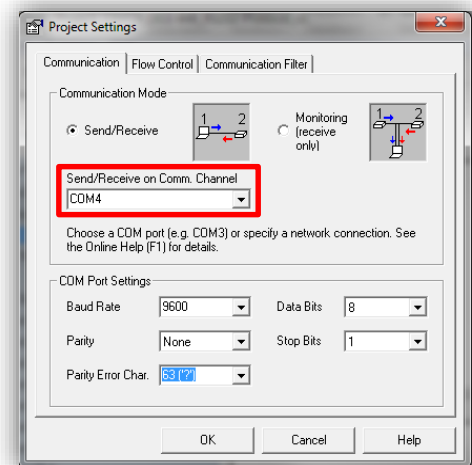 Project Settings
Communication Flow Control Communication Filter
Communication Mode
Send/Receive
1 2
Monitoring
(receive
only)
1 2
Send/Receive on Comm. Channel
COM4
Choose a COM port (e.g. COM3) or specify a network connection. See
the Online Help (F1) for details.
COM Port Settings
Baud Rate 9600 Data Bits 8
Parity None Stop Bits 1
Parity Error Char. 63 ('?')
OK Cancel Help